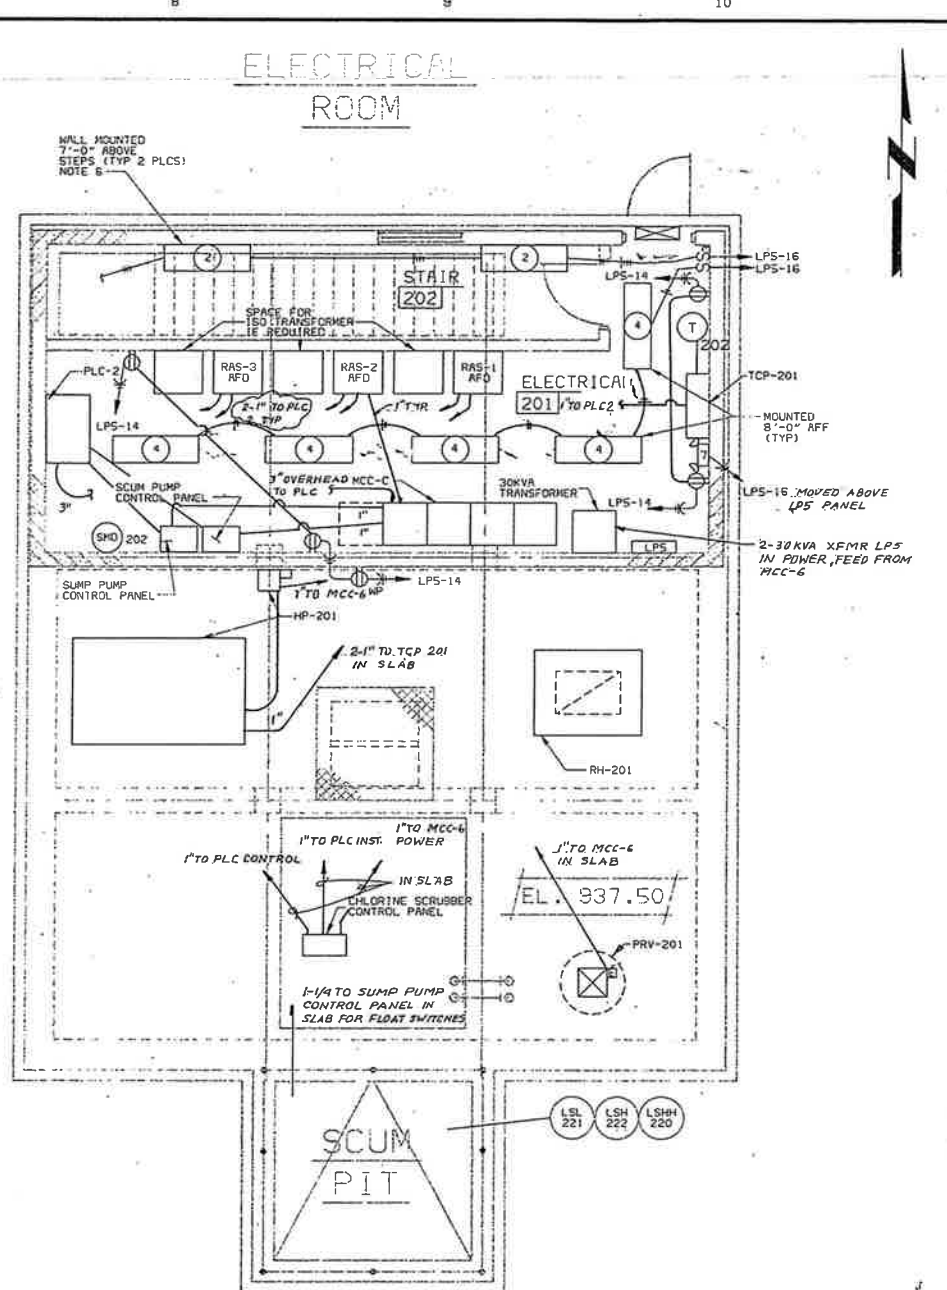 8
9
10
ELECTRICAL
ROOM
N
WALL MOUNTED
7'-0" ABOVE
STEPS (TYP 2 PLCS)
NOTE 6
2
2
STAIR
202
LPS-16
LPS-16
LPS-14
SPACE FOR
ISO TRANSFORMER
IF REQUIRED
4
T
202
PLC-2
RAS-3
AFD
RAS-2
AFD
RAS-1
AFD
ELECTRICAL
201
1" TO PLC2
TCP-201
2-1" TO PLC
2 TYP
LPS-14
MOUNTED
8'-0" AFF
(TYP)
4
4
4
4
7
SCUM PUMP
CONTROL PANEL
3" OVERHEAD
TO PLC
MCC-C
30KVA
TRANSFORMER
LPS-14
LPS-16 MOVED ABOVE
LP5 PANEL
3"
1"
1"
SMD
202
LPS
2-30 KVA XFMR LP5
IN POWER, FEED FROM
MCC-6
SUMP PUMP
CONTROL PANEL
1" TO MCC-6
WP
LPS-14
HP-201
2-1" TO TCP 201
IN SLAB
1"
RH-201
1" TO PLC CONTROL
1" TO PLC INST.
1" TO MCC-6
POWER
1" TO MCC-6
IN SLAB
IN SLAB
CHLORINE SCRUBBER
CONTROL PANEL
EL. 937.50
PRV-201
1-1/4 TO SUMP PUMP
CONTROL PANEL IN
SLAB FOR FLOAT SWITCHES
LSL
221
LSH
222
LSHH
220
SCUM
PIT